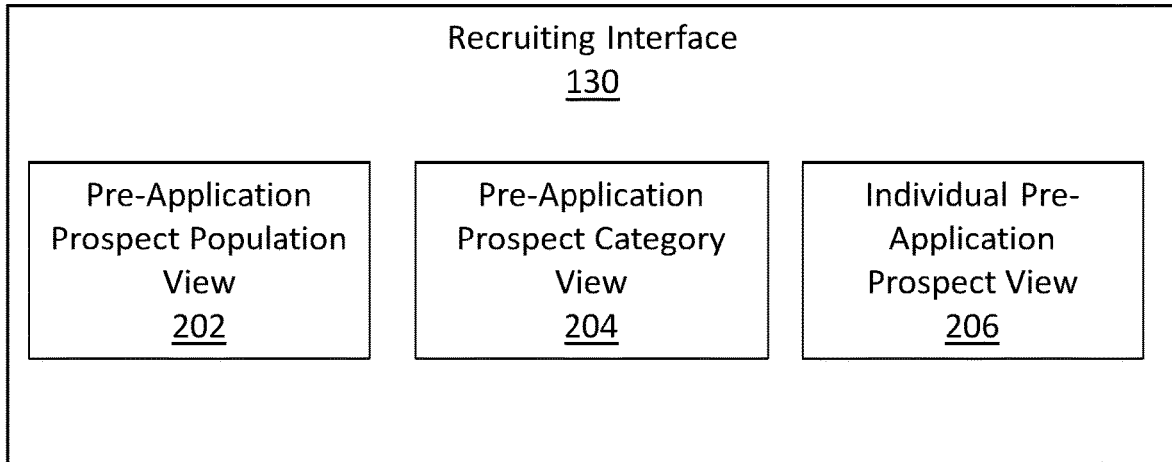 Recruiting Interface
130
Pre-Application
Prospect Population
View
202
Pre-Application
Prospect Category
View
204
Individual Pre-
Application
Prospect View
206